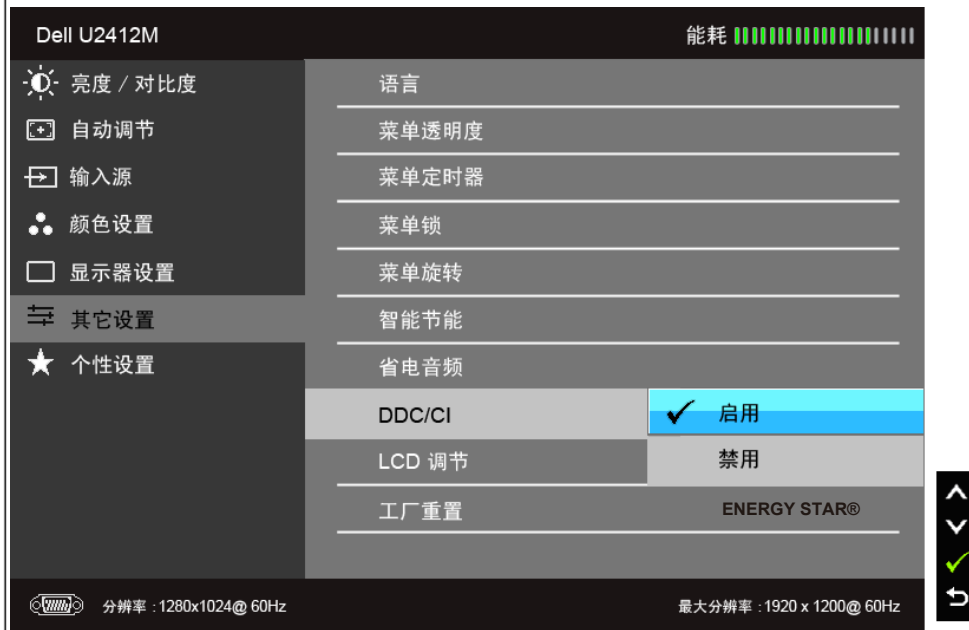 Dell U2412M
能耗
亮度 / 对比度
自动调节
输入源
颜色设置
显示器设置
其它设置
个性设置
语言
菜单透明度
菜单定时器
菜单锁
菜单旋转
智能节能
省电音频
DDC/CI
启用
禁用
LCD 调节
工厂重置
ENERGY STAR®
分辨率 :1280x1024@ 60Hz
最大分辨率 :1920 x 1200@ 60Hz